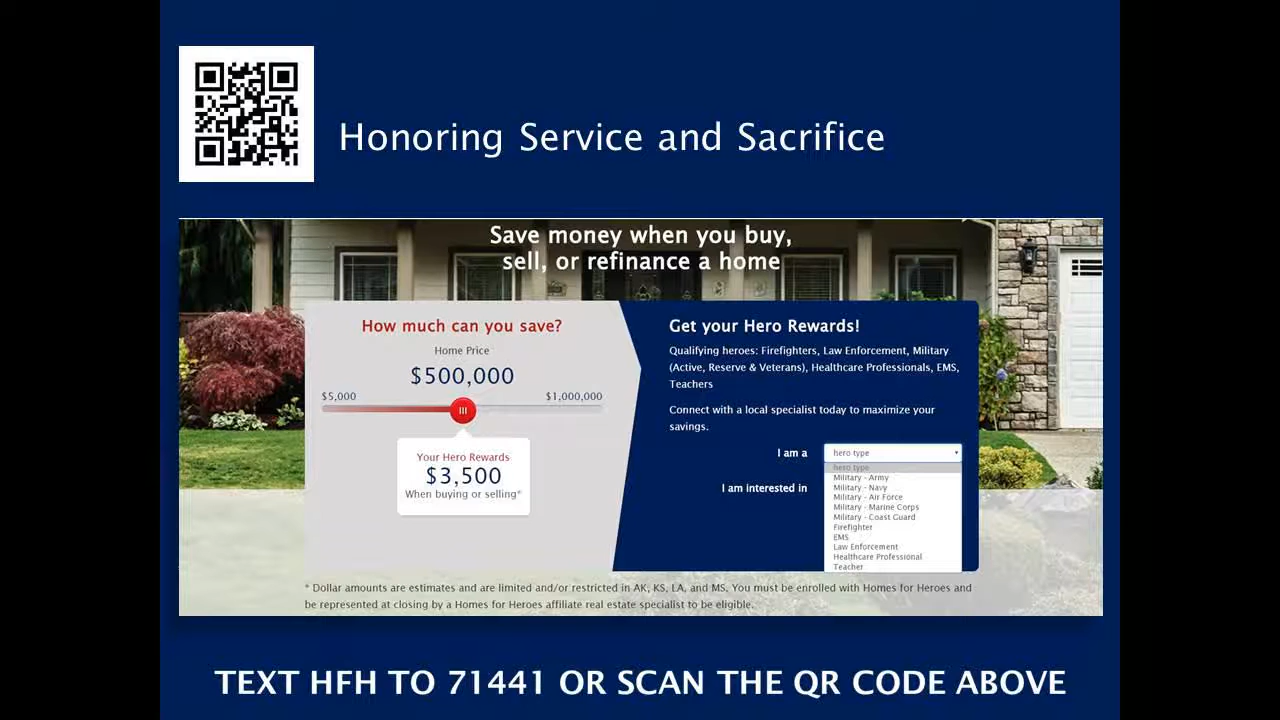 Honoring Service and Sacrifice
Save money when you buy,
sell, or refinance a home
How much can you save?
Home Price
$500,000
$5,000
$1,000,000
Your Hero Rewards
$3,500
When buying or selling*
Get your Hero Rewards!
Qualifying heroes: Firefighters, Law Enforcement, Military
(Active, Reserve & Veterans), Healthcare Professionals, EMS,
Teachers
Connect with a local specialist today to maximize your
savings.
I am a
hero type
hero type
Military - Army
Military - Navy
Military - Air Force
Military - Marine Corps
Military - Coast Guard
Firefighter
EMS
Law Enforcement
Healthcare Professional
Teacher
I am interested in
* Dollar amounts are estimates and are limited and/or restricted in AK, KS, LA, and MS. You must be enrolled with Homes for Heroes and
be represented at closing by a Homes for Heroes affiliate real estate specialist to be eligible.
TEXT HFH TO 71441 OR SCAN THE QR CODE ABOVE